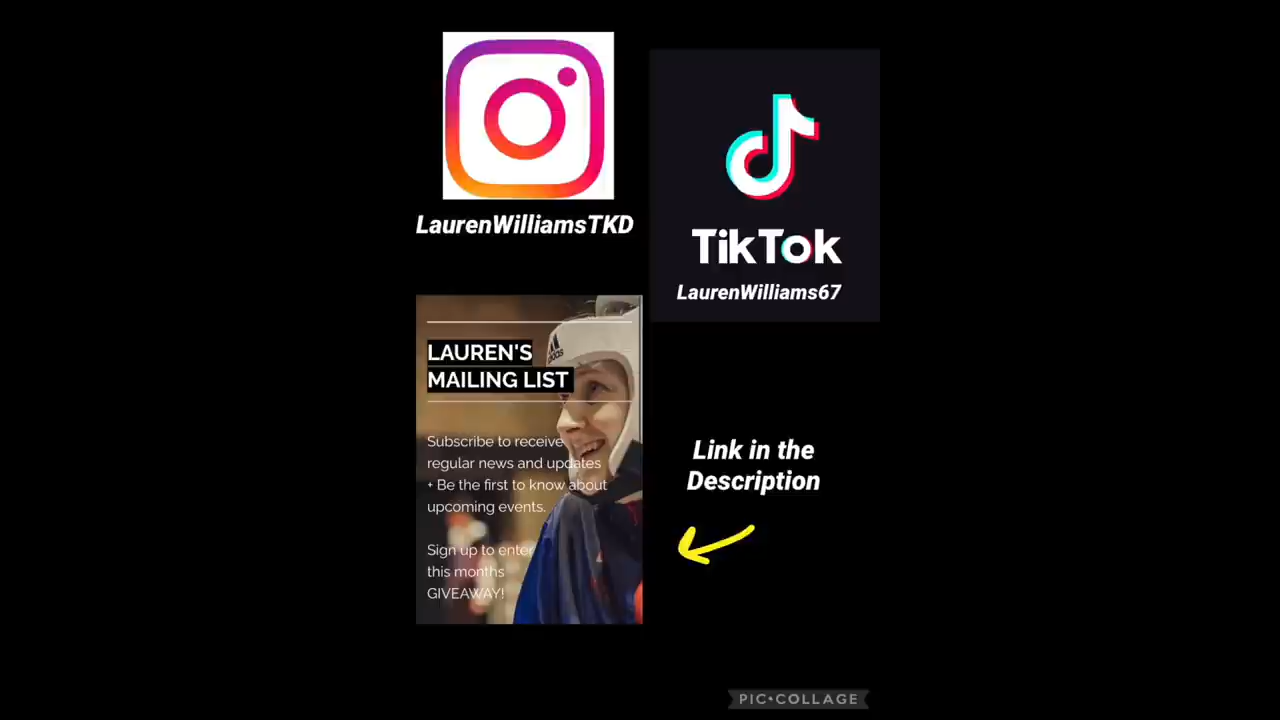 LaurenWilliamsTKD
TikTok
LaurenWilliams67
adidas
LAUREN'S
MAILING LIST
Subscribe to receive
regular news and updates
+ Be the first to know about
upcoming events.
Sign up to enter
this months
GIVEAWAY!
Link in the
Description
PIC•COLLAGE